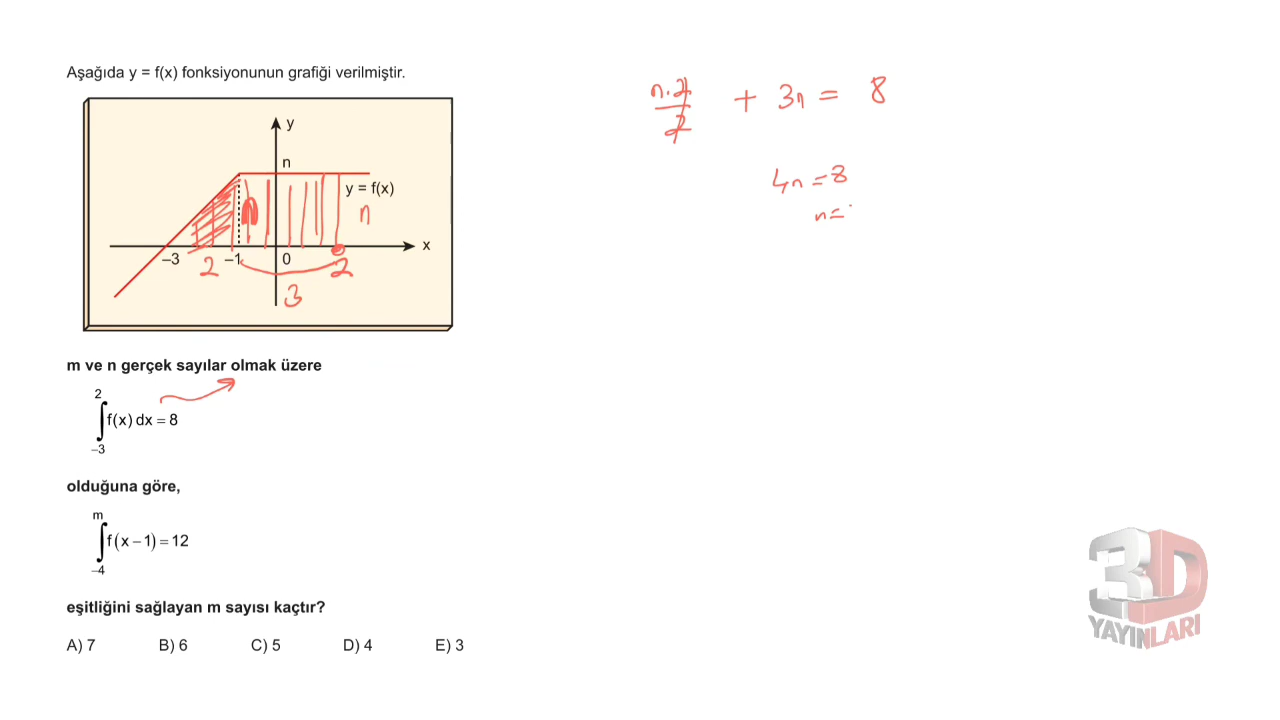 Aşağıda y = f(x) fonksiyonunun grafiği verilmiştir.
y
n
y = f(x)
n
n
x
–3
2
–1
0
2
3
n.2/2 + 3n = 8
4n = 8
n =
m ve n gerçek sayılar olmak üzere
∫_{–3}^{2} f(x) dx = 8
olduğuna göre,
∫_{–4}^{m} f(x – 1) = 12
eşitliğini sağlayan m sayısı kaçtır?
A) 7 B) 6 C) 5 D) 4 E) 3
3D
YAYINLARI